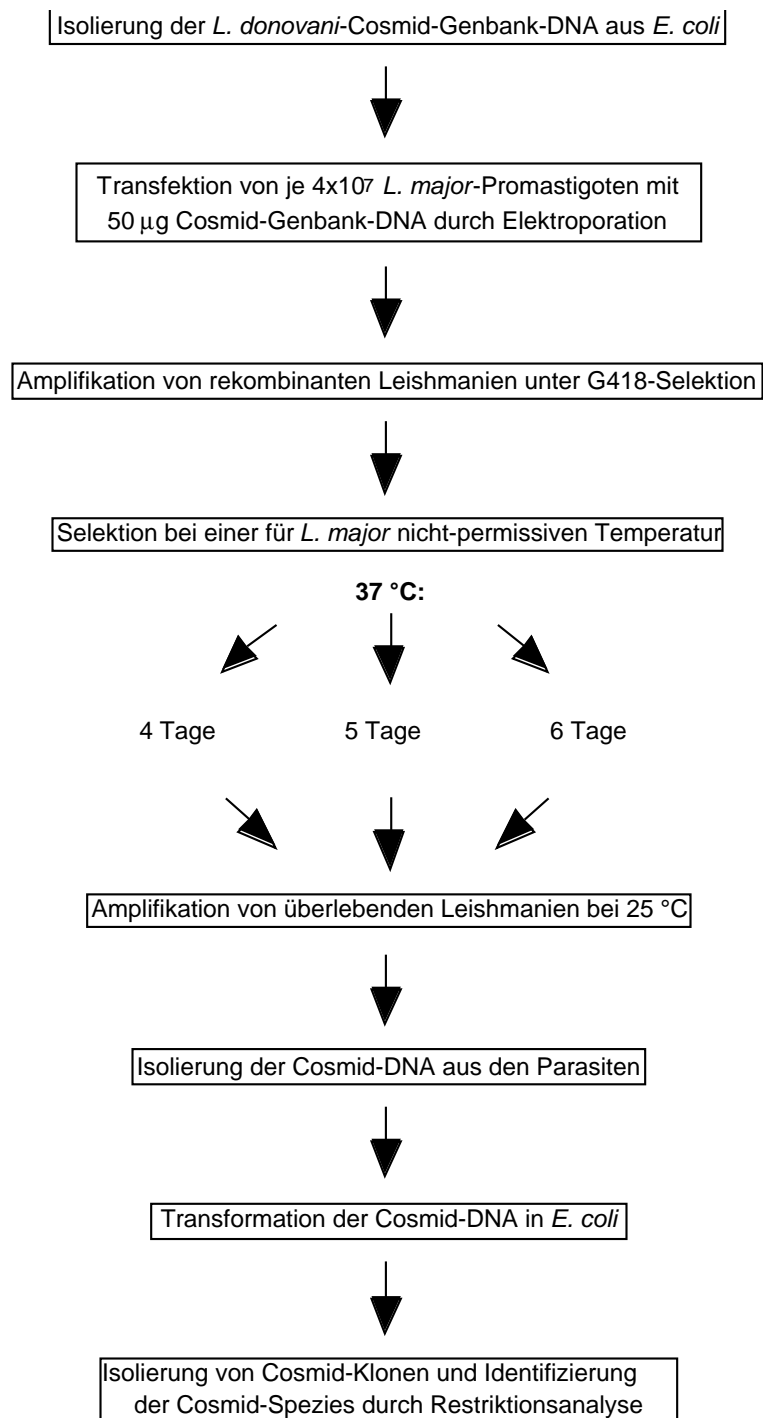 Isolierung der L. donovani-Cosmid-Genbank-DNA aus E. coli
Transfektion von je 4x10⁷ L. major-Promastigoten mit
50 µg Cosmid-Genbank-DNA durch Elektroporation
Amplifikation von rekombinanten Leishmanien unter G418-Selektion
Selektion bei einer für L. major nicht-permissiven Temperatur
37 °C:
4 Tage 5 Tage 6 Tage
Amplifikation von überlebenden Leishmanien bei 25 °C
Isolierung der Cosmid-DNA aus den Parasiten
Transformation der Cosmid-DNA in E. coli
Isolierung von Cosmid-Klonen und Identifizierung
der Cosmid-Spezies durch Restriktionsanalyse